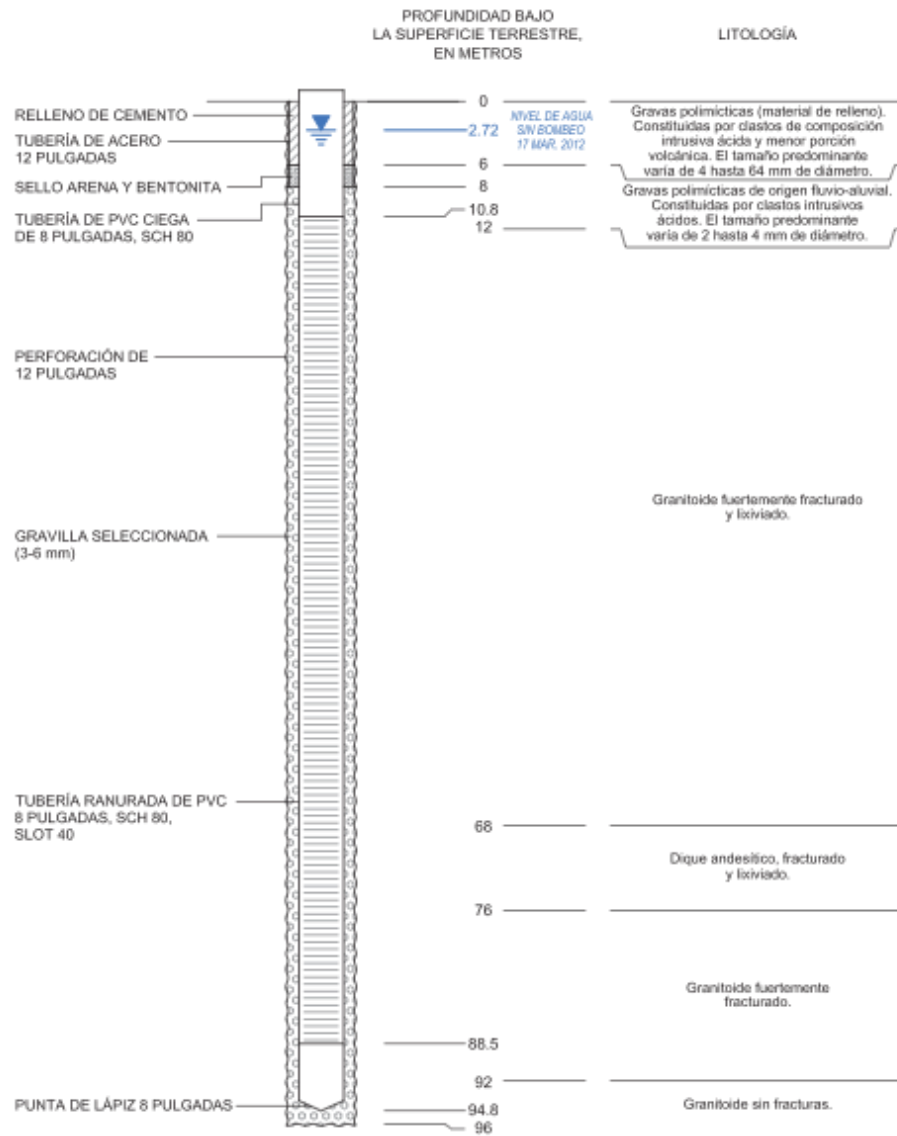 PROFUNDIDAD BAJO
LA SUPERFICIE TERRESTRE,
EN METROS
LITOLOGÍA
RELLENO DE CEMENTO
TUBERÍA DE ACERO
12 PULGADAS
SELLO ARENA Y BENTONITA
TUBERÍA DE PVC CIEGA
DE 8 PULGADAS, SCH 80
PERFORACIÓN DE
12 PULGADAS
GRAVILLA SELECCIONADA
(3-6 mm)
TUBERÍA RANURADA DE PVC
8 PULGADAS, SCH 80,
SLOT 40
PUNTA DE LÁPIZ 8 PULGADAS
0
2.72
NIVEL DE AGUA
SIN BOMBEO
17 MAR. 2012
6
8
10.8
12
68
76
88.5
92
94.8
96
Gravas polimícticas (material de relleno).
Constituidas por clastos de composición
intrusiva ácida y menor porción
volcánica. El tamaño predominante
varía de 4 hasta 64 mm de diámetro.
Gravas polimícticas de origen fluvio-aluvial.
Constituidas por clastos intrusivos
ácidos. El tamaño predominante
varía de 2 hasta 4 mm de diámetro.
Granitoide fuertemente fracturado
y lixiviado.
Dique andesítico, fracturado
y lixiviado.
Granitoide fuertemente
fracturado.
Granitoide sin fracturas.